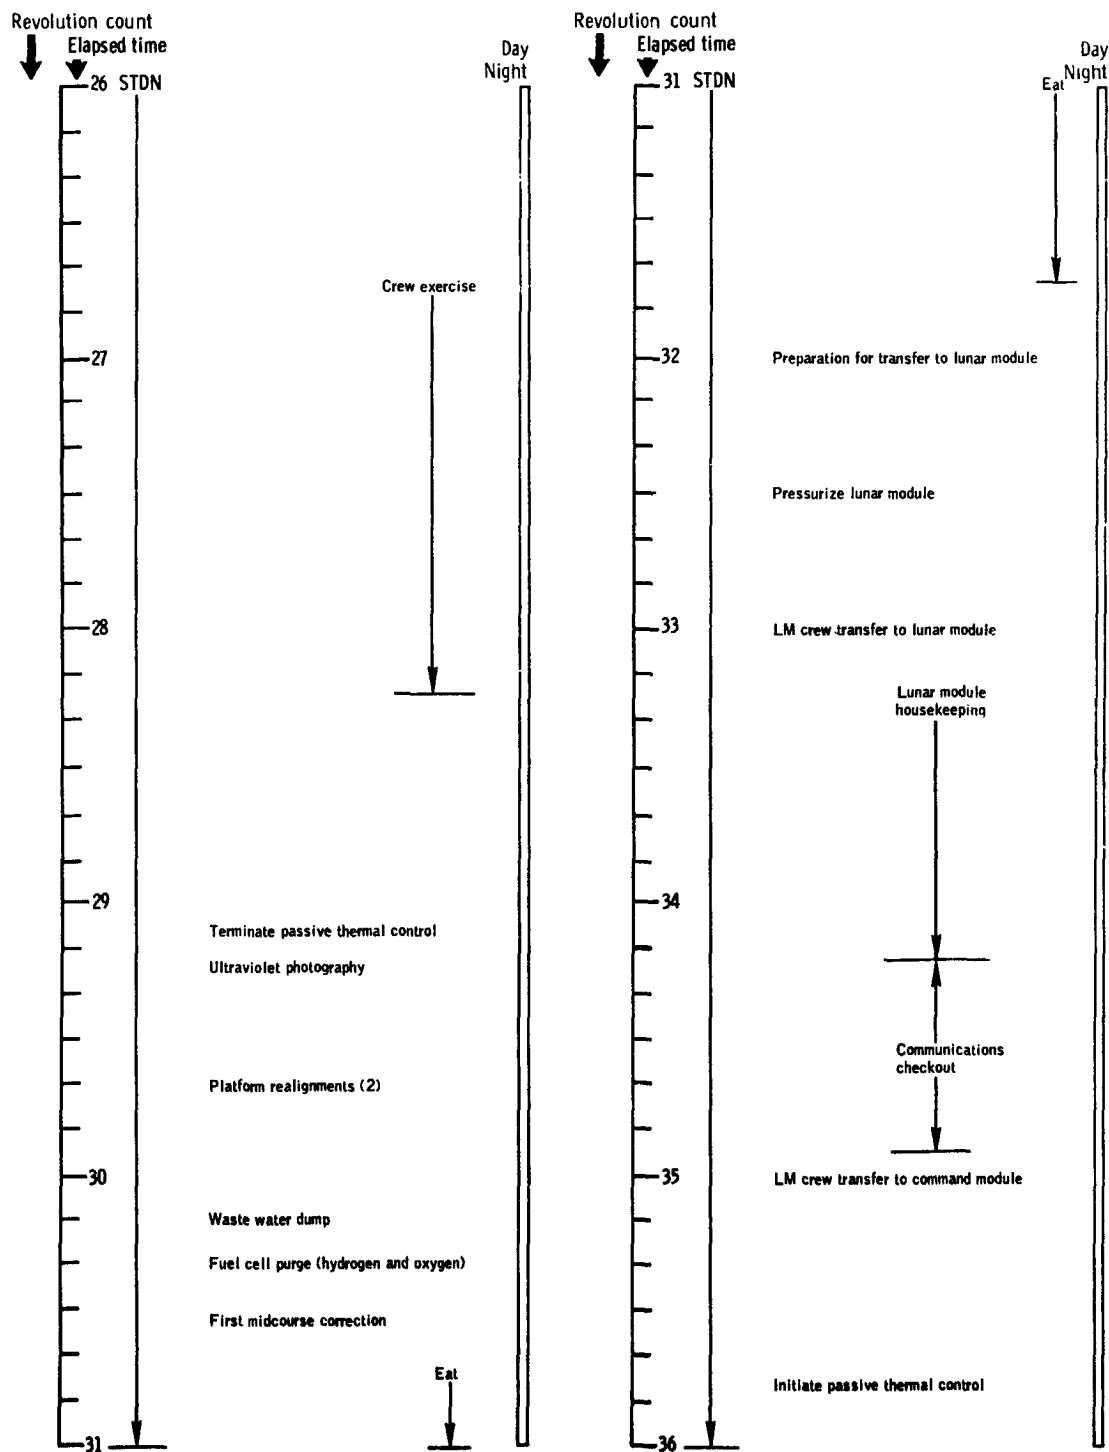 Revolution count
Elapsed time
Day
Night
26 STDN
Crew exercise
27
28
29
Terminate passive thermal control
Ultraviolet photography
Platform realignments (2)
30
Waste water dump
Fuel cell purge (hydrogen and oxygen)
First midcourse correction
Eat
31
Revolution count
Elapsed time
Day
Night
31 STDN
Eat
32
Preparation for transfer to lunar module
Pressurize lunar module
33
LM crew transfer to lunar module
Lunar module
housekeeping
34
Communications
checkout
35
LM crew transfer to command module
Initiate passive thermal control
36